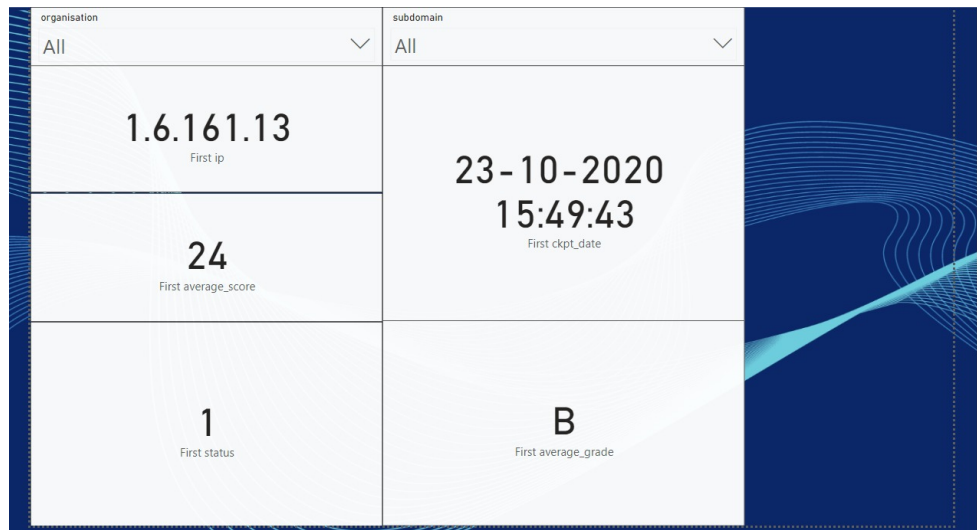 organisation
All
subdomain
All
1.6.161.13
First ip
23-10-2020
15:49:43
First ckpt_date
24
First average_score
1
First status
B
First average_grade